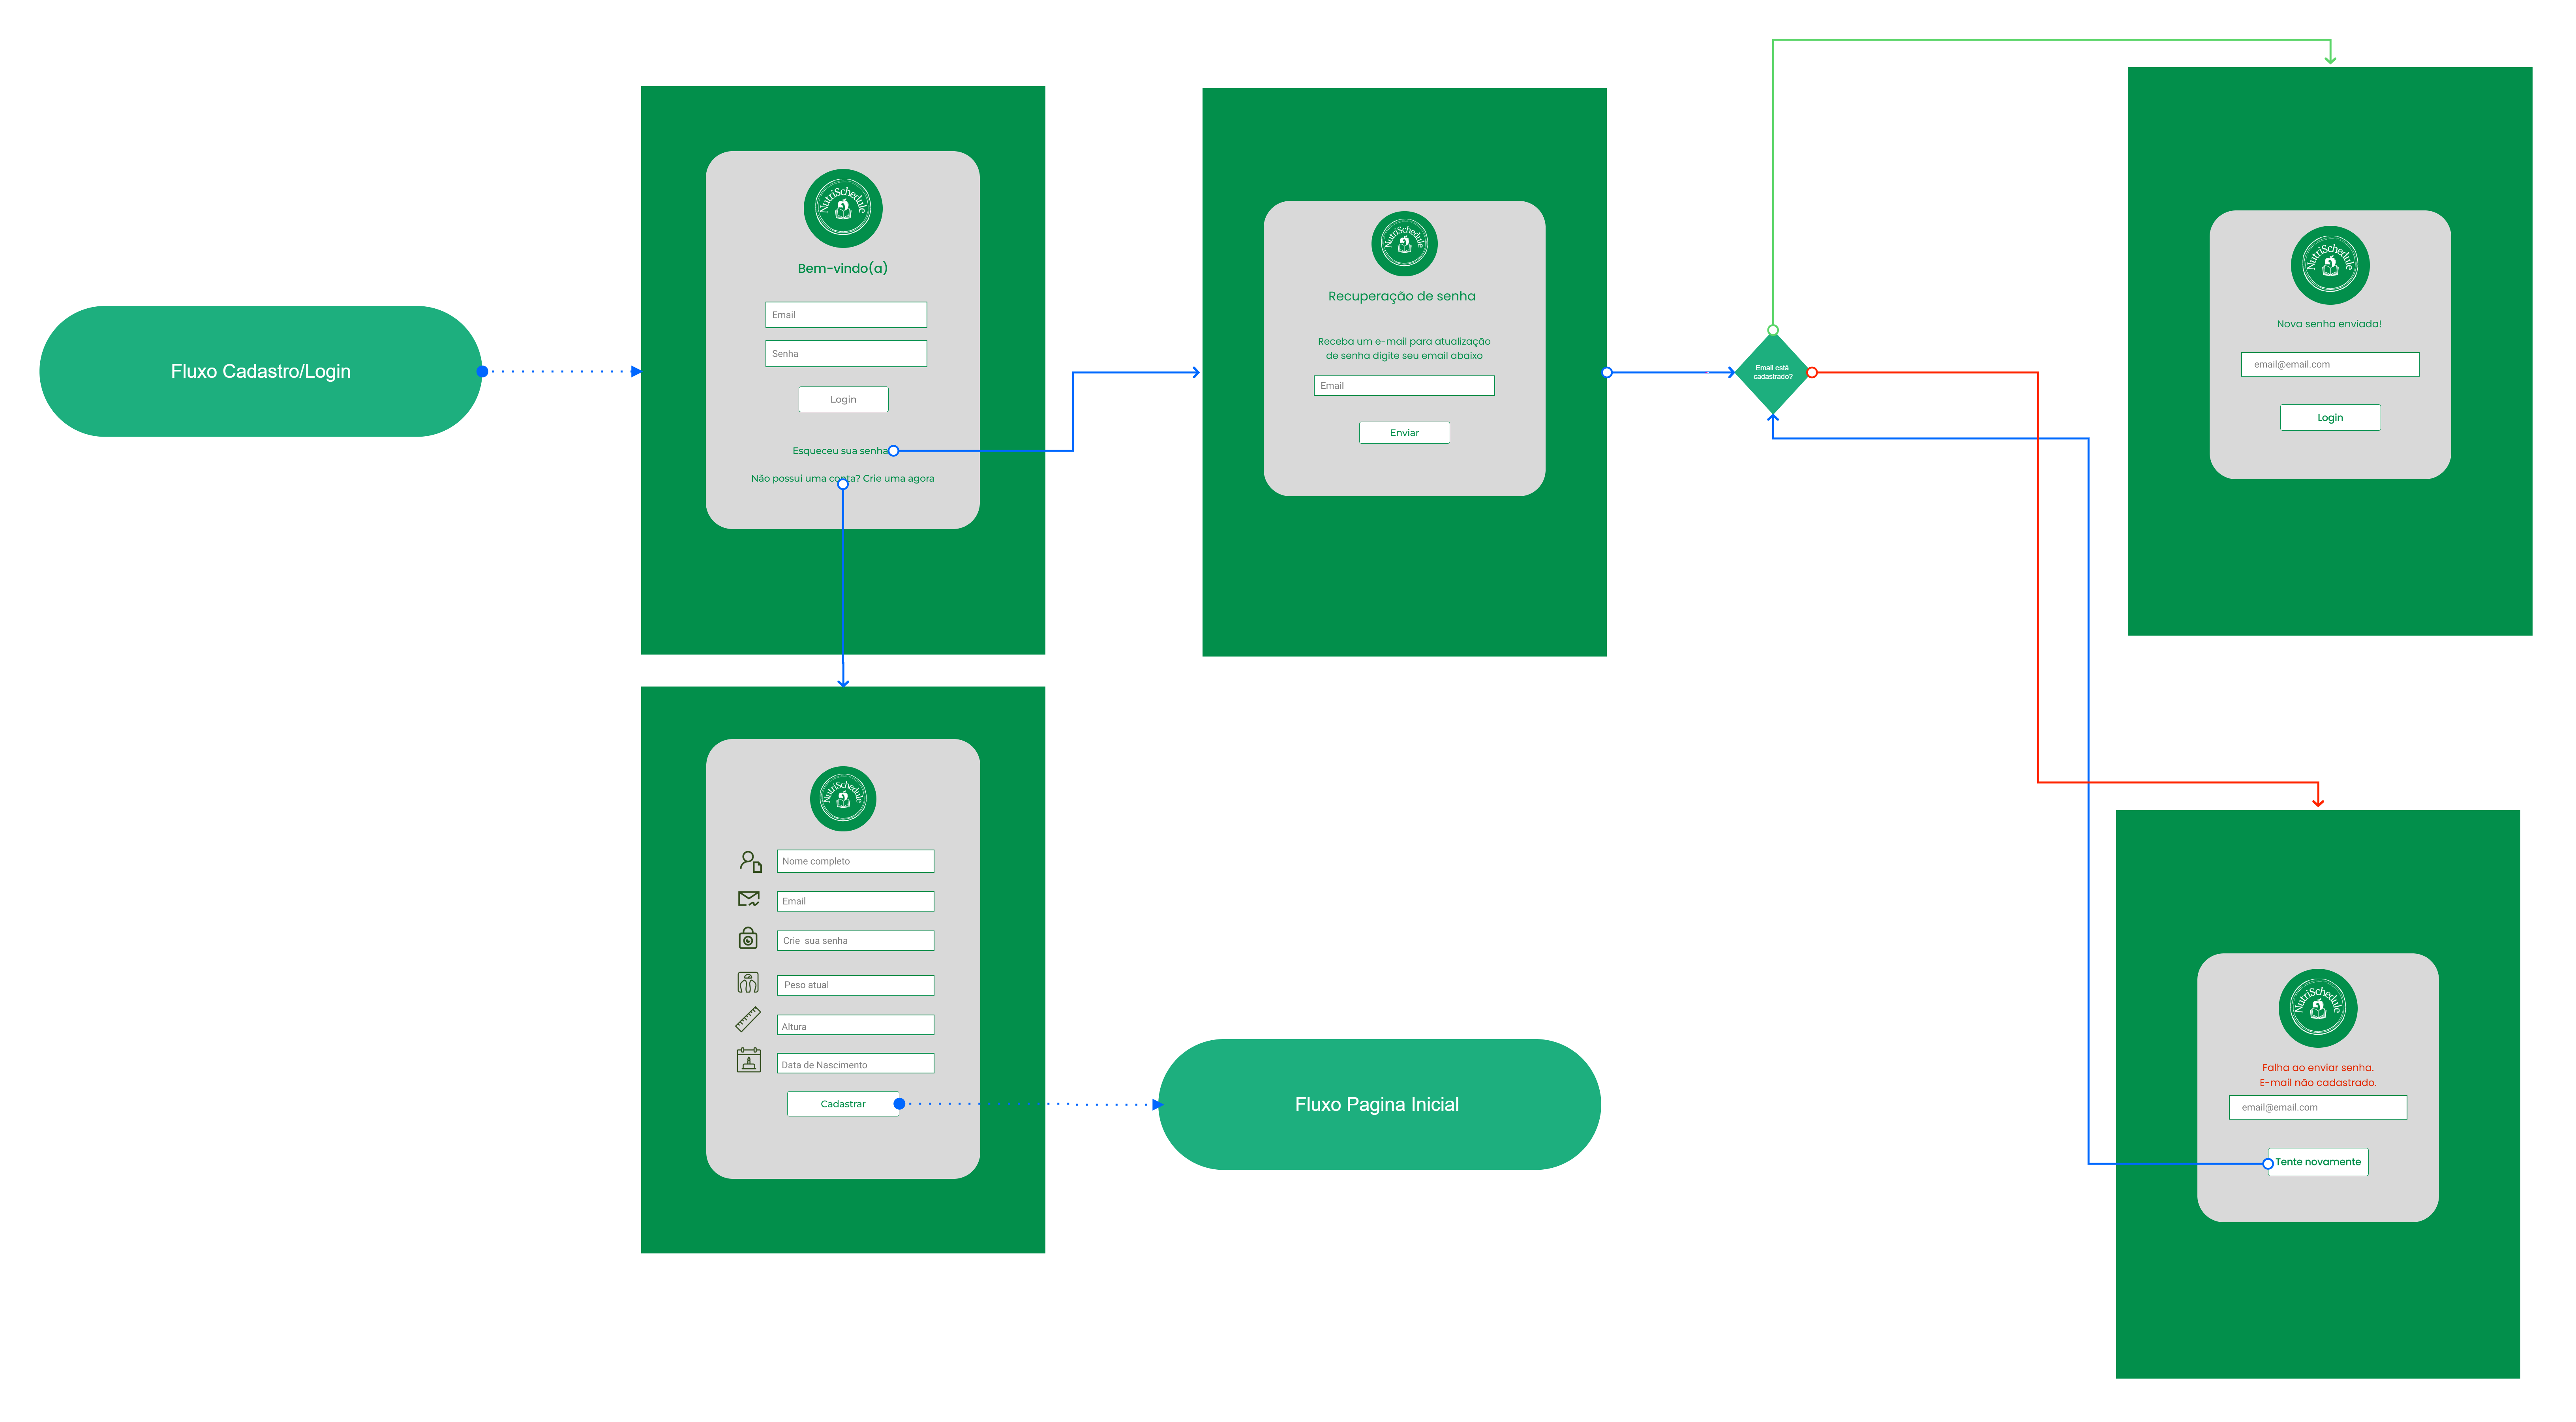 Fluxo Cadastro/Login
NutriSchedule
Bem-vindo(a)
Email
Senha
Login
Esqueceu sua senha
Não possui uma conta? Crie uma agora
NutriSchedule
Recuperação de senha
Receba um e-mail para atualização
de senha digite seu email abaixo
Email
Enviar
Email está
cadastrado?
NutriSchedule
Nova senha enviada!
email@email.com
Login
NutriSchedule
Nome completo
Email
Crie  sua senha
Peso atual
Altura
Data de Nascimento
Cadastrar
Fluxo Pagina Inicial
NutriSchedule
Falha ao enviar senha.
E-mail não cadastrado.
email@email.com
Tente novamente